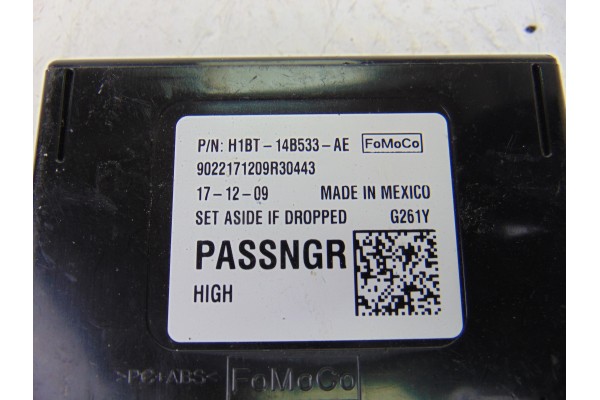 P/N: H1BT-14B533-AE FoMoCo
9022171209R30443
17-12-09 MADE IN MEXICO
SET ASIDE IF DROPPED G261Y
PASSNGR
HIGH
>PC+ABS< FoMoCo